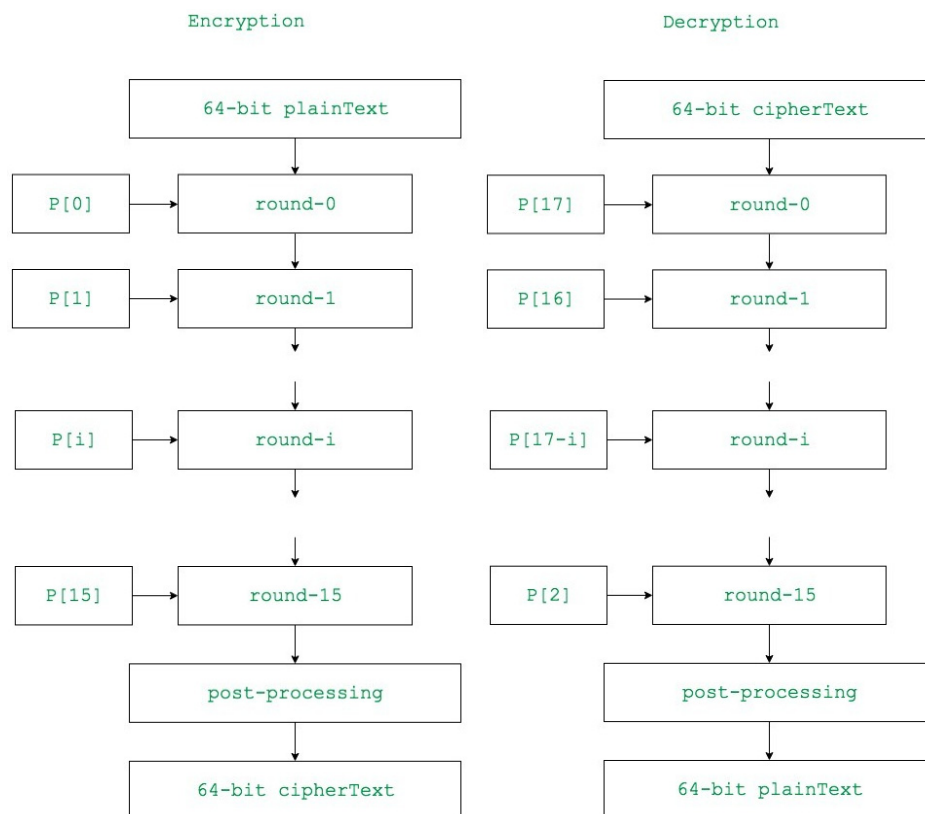 Encryption
64-bit plainText
P[0]
round-0
P[1]
round-1
P[i]
round-i
P[15]
round-15
post-processing
64-bit cipherText
Decryption
64-bit cipherText
P[17]
round-0
P[16]
round-1
P[17-i]
round-i
P[2]
round-15
post-processing
64-bit plainText